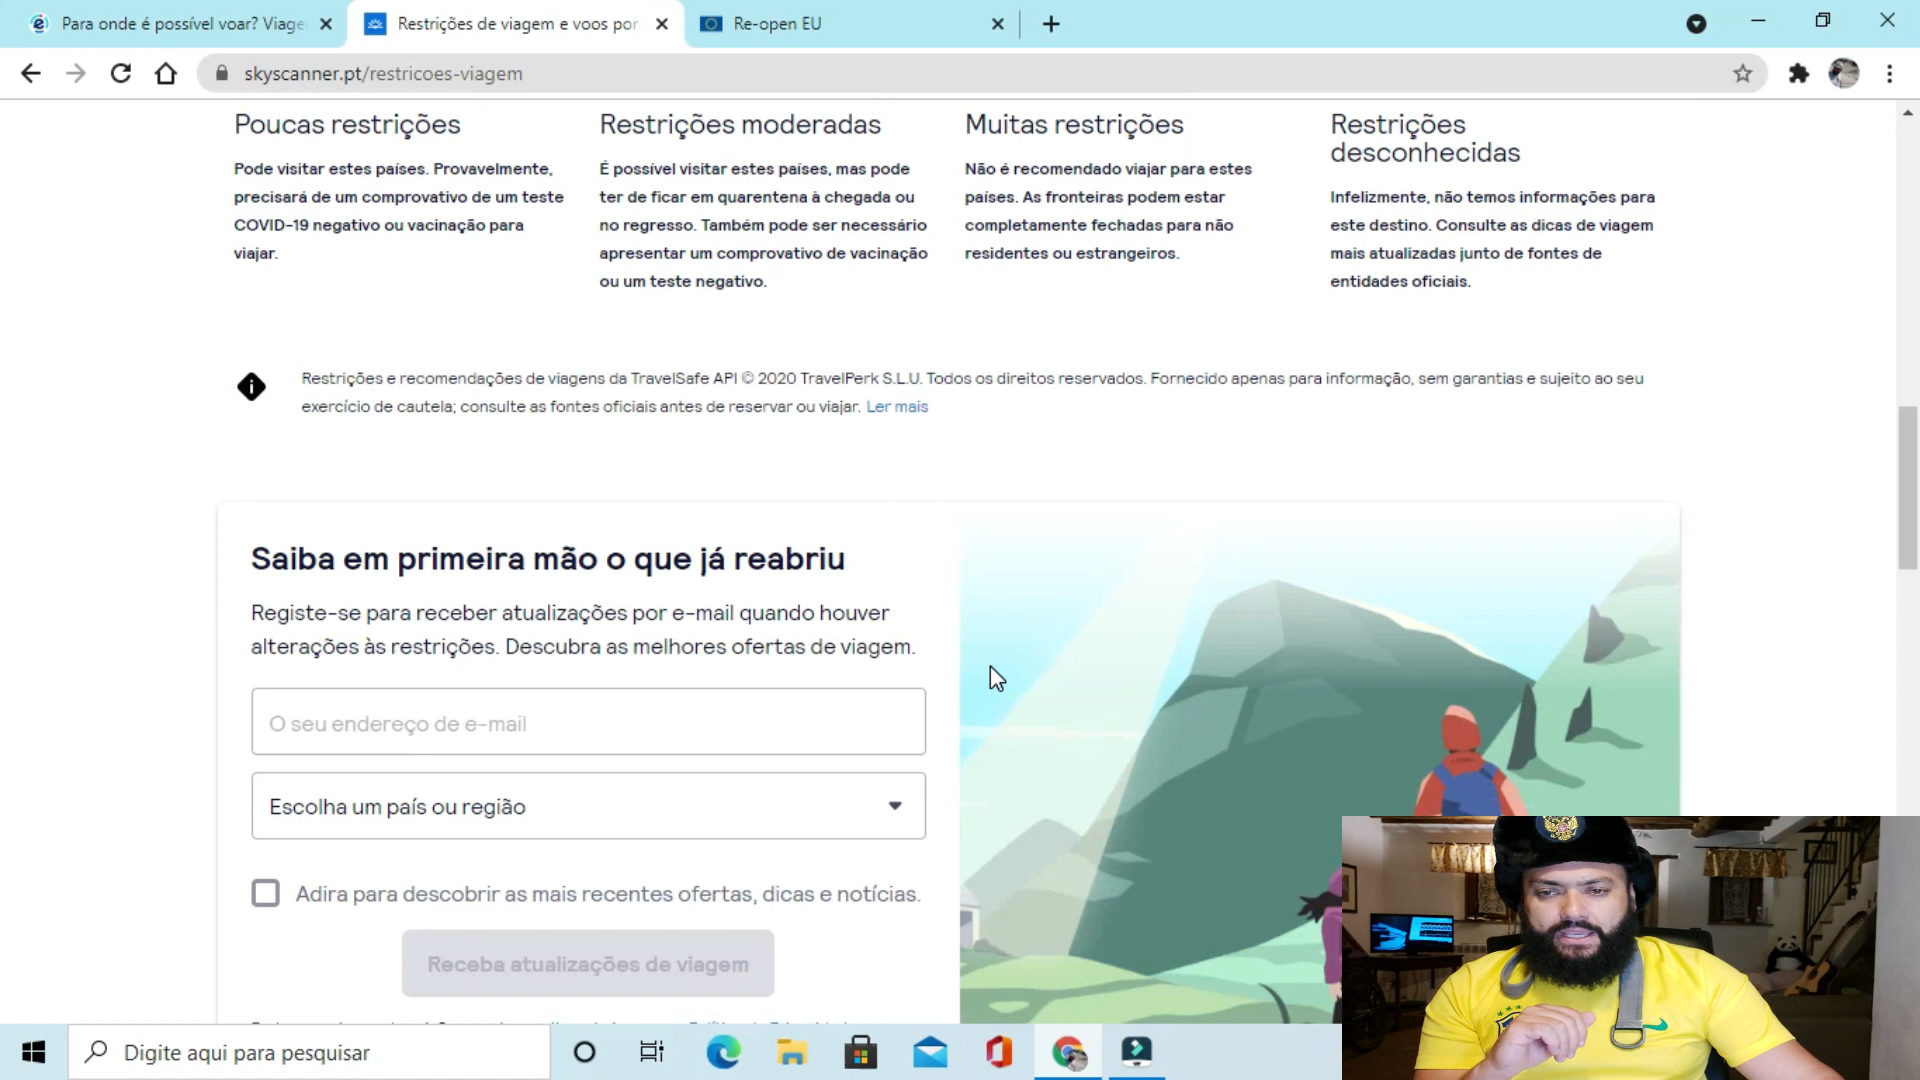 Para onde é possível voar? Viage
Restrições de viagem e voos por
Re-open EU
skyscanner.pt/restricoes-viagem
Poucas restrições
Pode visitar estes países. Provavelmente,
precisará de um comprovativo de um teste
COVID-19 negativo ou vacinação para
viajar.
Restrições moderadas
É possível visitar estes países, mas pode
ter de ficar em quarentena à chegada ou
no regresso. Também pode ser necessário
apresentar um comprovativo de vacinação
ou um teste negativo.
Muitas restrições
Não é recomendado viajar para estes
países. As fronteiras podem estar
completamente fechadas para não
residentes ou estrangeiros.
Restrições
desconhecidas
Infelizmente, não temos informações para
este destino. Consulte as dicas de viagem
mais atualizadas junto de fontes de
entidades oficiais.
Restrições e recomendações de viagens da TravelSafe API © 2020 TravelPerk S.L.U. Todos os direitos reservados. Fornecido apenas para informação, sem garantias e sujeito ao seu
exercício de cautela; consulte as fontes oficiais antes de reservar ou viajar. Ler mais
Saiba em primeira mão o que já reabriu
Registe-se para receber atualizações por e-mail quando houver
alterações às restrições. Descubra as melhores ofertas de viagem.
O seu endereço de e-mail
Escolha um país ou região
Adira para descobrir as mais recentes ofertas, dicas e notícias.
Receba atualizações de viagem
Digite aqui para pesquisar